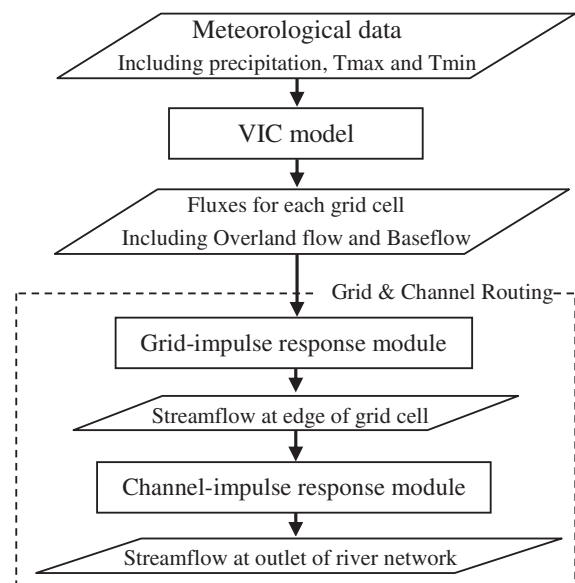 Meteorological data
Including precipitation, Tmax and Tmin
VIC model
Fluxes for each grid cell
Including Overland flow and Baseflow
Grid & Channel Routing
Grid-impulse response module
Streamflow at edge of grid cell
Channel-impulse response module
Streamflow at outlet of river network